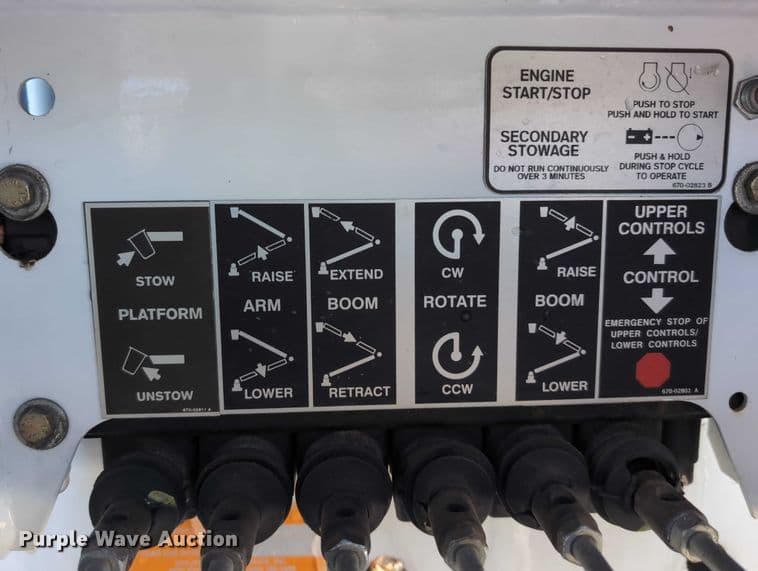 ENGINE
START/STOP
PUSH TO STOP
PUSH AND HOLD TO START
SECONDARY
STOWAGE
DO NOT RUN CONTINUOUSLY
OVER 3 MINUTES
PUSH & HOLD
DURING STOP CYCLE
TO OPERATE
670-02823 B
STOW
PLATFORM
UNSTOW
670-02811 A
RAISE
ARM
LOWER
EXTEND
BOOM
RETRACT
CW
ROTATE
CCW
RAISE
BOOM
LOWER
UPPER
CONTROLS
CONTROL
EMERGENCY STOP OF
UPPER CONTROLS/
LOWER CONTROLS
670-02802 A
Purple Wave Auction